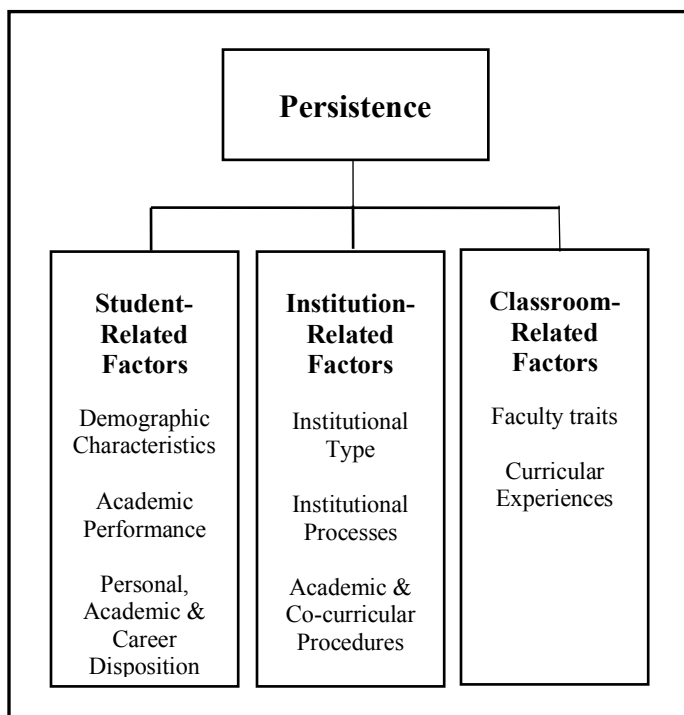 Persistence
Student-
Related
Factors
Demographic
Characteristics
Academic
Performance
Personal,
Academic &
Career
Disposition
Institution-
Related
Factors
Institutional
Type
Institutional
Processes
Academic &
Co-curricular
Procedures
Classroom-
Related
Factors
Faculty traits
Curricular
Experiences